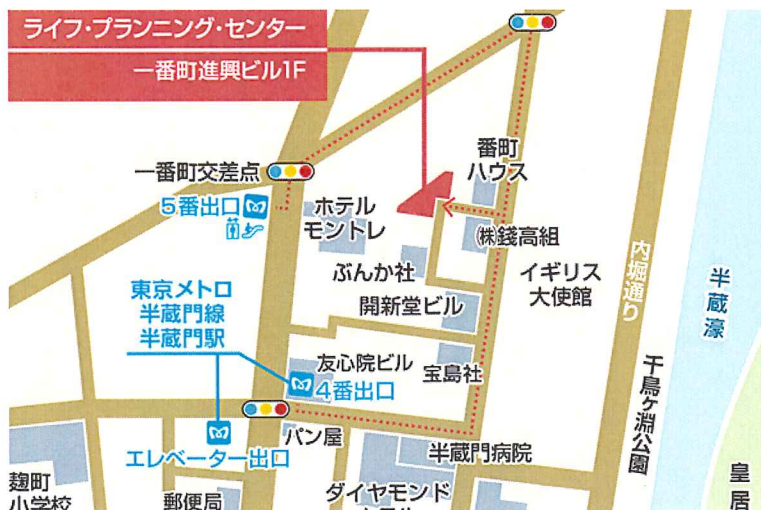 ライフ・プランニング・センター
一番町進興ビル1F
一番町交差点
5番出口
ホテル
モントレ
番町
ハウス
㈱錢高組
ぶんか社
開新堂ビル
イギリス
大使館
内堀通り
半蔵濠
東京メトロ
半蔵門線
半蔵門駅
友心院ビル
4番出口
宝島社
千鳥ヶ淵公園
エレベーター出口
パン屋
半蔵門病院
麹町
小学校
郵便局
ダイヤモンド
皇居